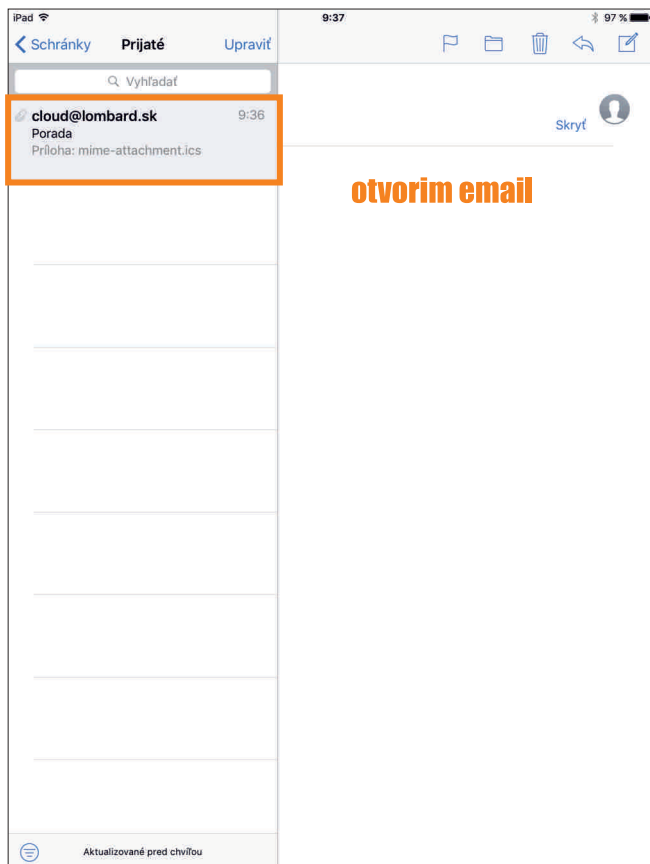 iPad 9:37 97 %
Schránky Prijaté Upraviť
Vyhľadať
cloud@lombard.sk 9:36
Porada
Príloha: mime-attachment.ics
Skryť
otvorim email
Aktualizované pred chvíľou